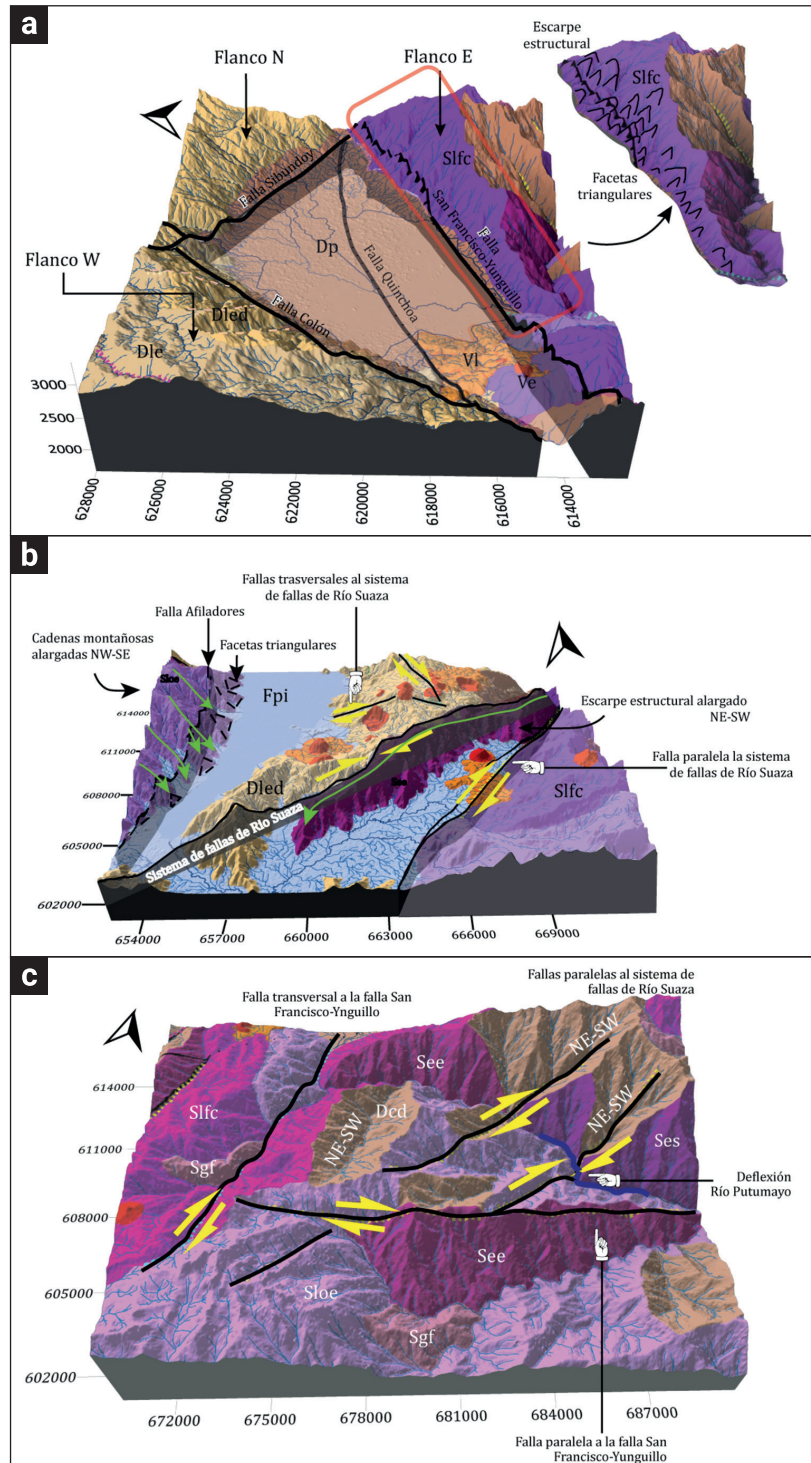 a
Flanco N
Flanco E
Escarpe
estructural
Slfc
Facetas
triangulares
Slfc
Falla Sibundoy
Falla
San Francisco-Yunguillo
Dp
Falla Quinchoa
Flanco W
Dled
Falla Colón
Dle
Vl
Ve
3000
2500
2000
628000
626000
624000
622000
620000
618000
616000
614000
b
Fallas trasversales al sistema
de fallas de Río Suaza
Falla Afiladores
Cadenas montañosas
alargadas NW-SE
Facetas triangulares
Sloe
Fpi
Escarpe estructural alargado
NE-SW
Falla paralela la sistema
de fallas de Río Suaza
Dled
See
Slfc
Sistema de fallas de Río Suaza
614000
611000
608000
605000
602000
654000
657000
660000
663000
666000
669000
c
Falla transversal a la falla San
Francisco-Ynguillo
Fallas paralelas al sistema de
fallas de Río Suaza
NE-SW
See
Slfc
Dcd
NE-SW
NE-SW
Ses
Sgf
Deflexión
Río Putumayo
See
Sloe
Sgf
614000
611000
608000
605000
602000
672000
675000
678000
681000
684000
687000
Falla paralela a la falla San
Francisco-Yunguillo